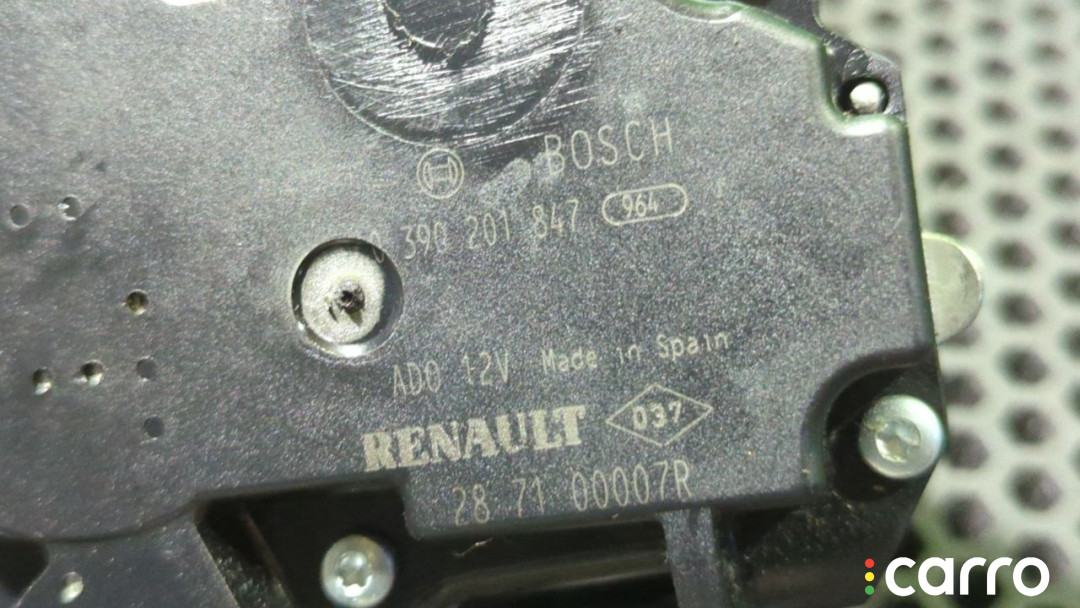 BOSCH
0 390 201 847 964
AD0 12V Made in Spain
RENAULT 037
28 71 00007R
carro